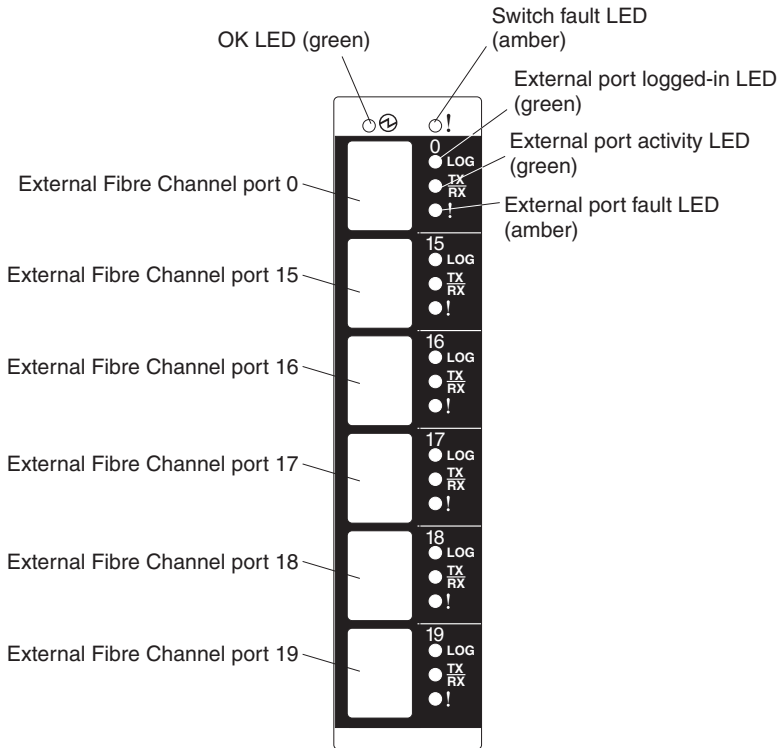 Switch fault LED
(amber)
OK LED (green)
External port logged-in LED
(green)
!
External port activity LED
(green)
0
LOG
External Fibre Channel port 0
TX
RX
!
External port fault LED
(amber)
15
LOG
External Fibre Channel port 15
TX
RX
!
16
LOG
External Fibre Channel port 16
TX
RX
!
17
LOG
External Fibre Channel port 17
TX
RX
!
18
LOG
External Fibre Channel port 18
TX
RX
!
19
LOG
External Fibre Channel port 19
TX
RX
!